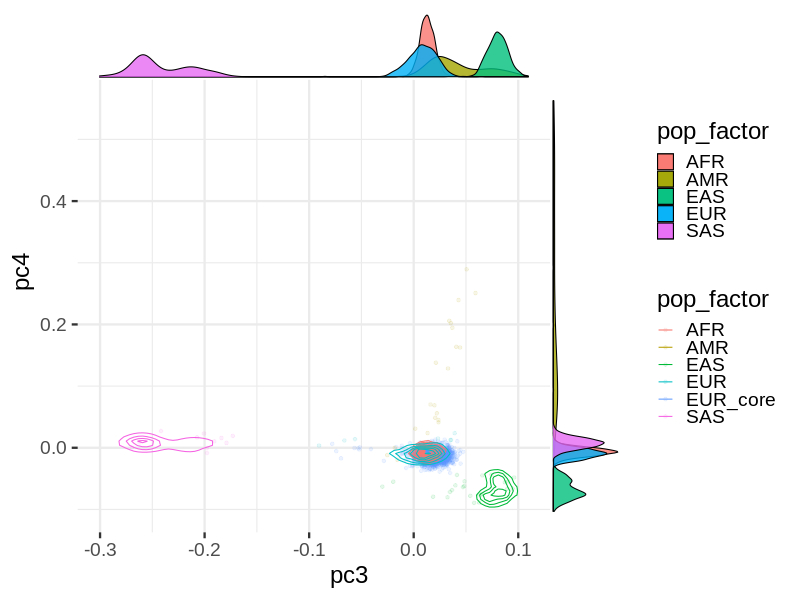 pop_factor
AFR
AMR
EAS
EUR
SAS
pop_factor
AFR
AMR
EAS
EUR
EUR_core
SAS
pc4
0.4
0.2
0.0
-0.3
-0.2
-0.1
0.0
0.1
pc3